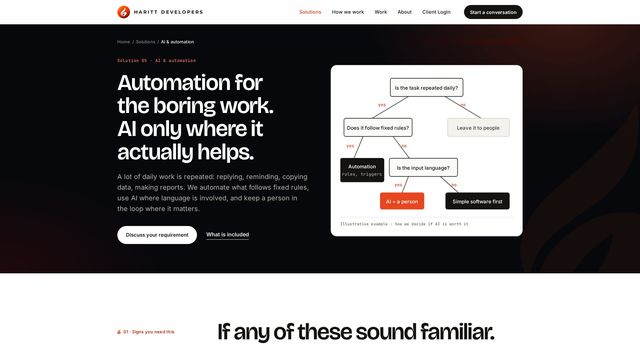 HARITT DEVELOPERS
Solutions How we work Work About Client Login Start a conversation
Home / Solutions / AI & automation
Solution 05 · AI & automation
Automation for
the boring work.
AI only where it
actually helps.
A lot of daily work is repeated: replying, reminding, copying
data, making reports. We automate what follows fixed rules,
use AI where language is involved, and keep a person in
the loop where it matters.
Discuss your requirement What is included
Is the task repeated daily?
yes no
Does it follow fixed rules? Leave it to people
yes no
Automation
rules, triggers
Is the input language?
yes no
AI + a person Simple software first
Illustrative example · how we decide if AI is worth it
01 · Signs you need this
If any of these sound familiar.